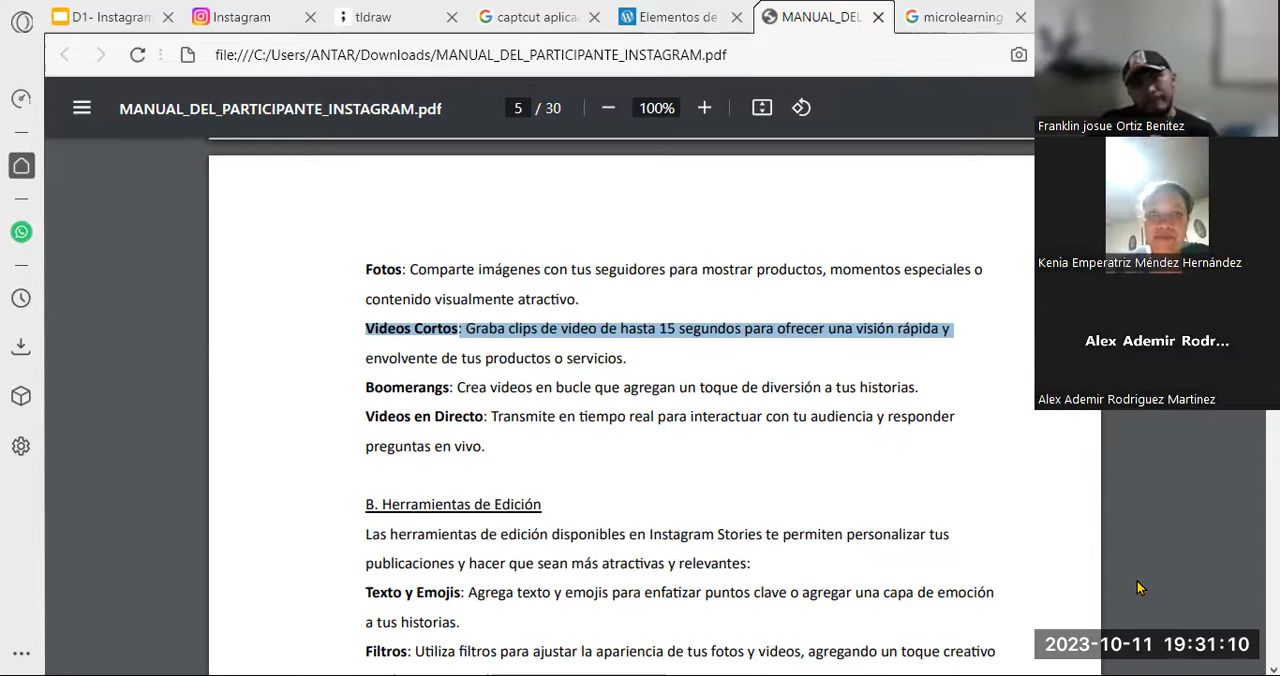 D1- Instagram
Instagram
tldraw
captcut aplica
Elementos de
MANUAL_DEL_
microlearning
file:///C:/Users/ANTAR/Downloads/MANUAL_DEL_PARTICIPANTE_INSTAGRAM.pdf
MANUAL_DEL_PARTICIPANTE_INSTAGRAM.pdf
5 / 30
100%
Fotos: Comparte imágenes con tus seguidores para mostrar productos, momentos especiales o
contenido visualmente atractivo.
Videos Cortos: Graba clips de video de hasta 15 segundos para ofrecer una visión rápida y
envolvente de tus productos o servicios.
Boomerangs: Crea videos en bucle que agregan un toque de diversión a tus historias.
Videos en Directo: Transmite en tiempo real para interactuar con tu audiencia y responder
preguntas en vivo.
B. Herramientas de Edición
Las herramientas de edición disponibles en Instagram Stories te permiten personalizar tus
publicaciones y hacer que sean más atractivas y relevantes:
Texto y Emojis: Agrega texto y emojis para enfatizar puntos clave o agregar una capa de emoción
a tus historias.
Filtros: Utiliza filtros para ajustar la apariencia de tus fotos y videos, agregando un toque creativo
Franklin josue Ortiz Benitez
Kenia Emperatriz Méndez Hernández
Alex Ademir Rodr...
Alex Ademir Rodriguez Martinez
2023-10-11 19:31:10